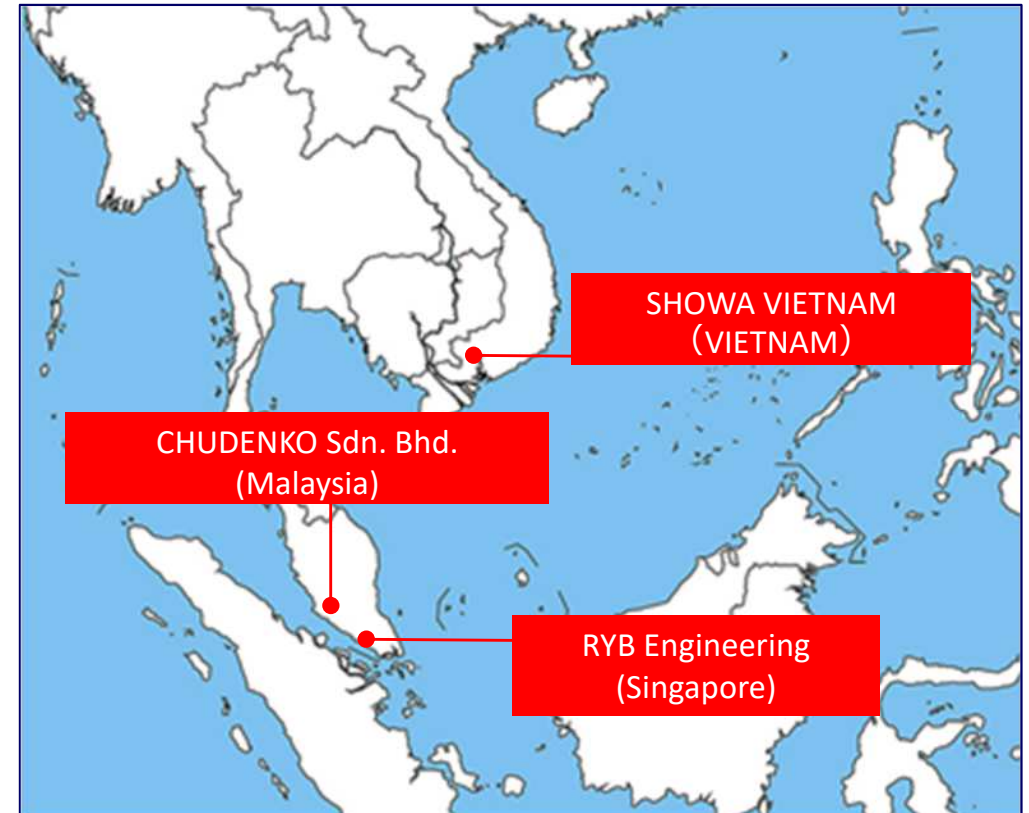 SHOWA VIETNAM
（VIETNAM）
CHUDENKO Sdn. Bhd.
(Malaysia)
RYB Engineering
(Singapore)